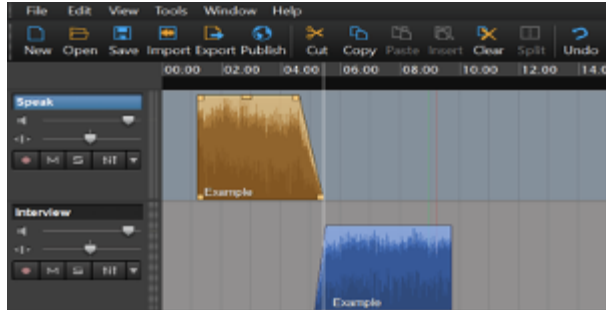 File Edit View Tools Window Help
New Open Save Import Export Publish Cut Copy Paste Insert Clear Split Undo
00.00 02.00 04.00 06.00 08.00 10.00 12.00 14.0
Speak
M S
Example
Interview
M S
Example